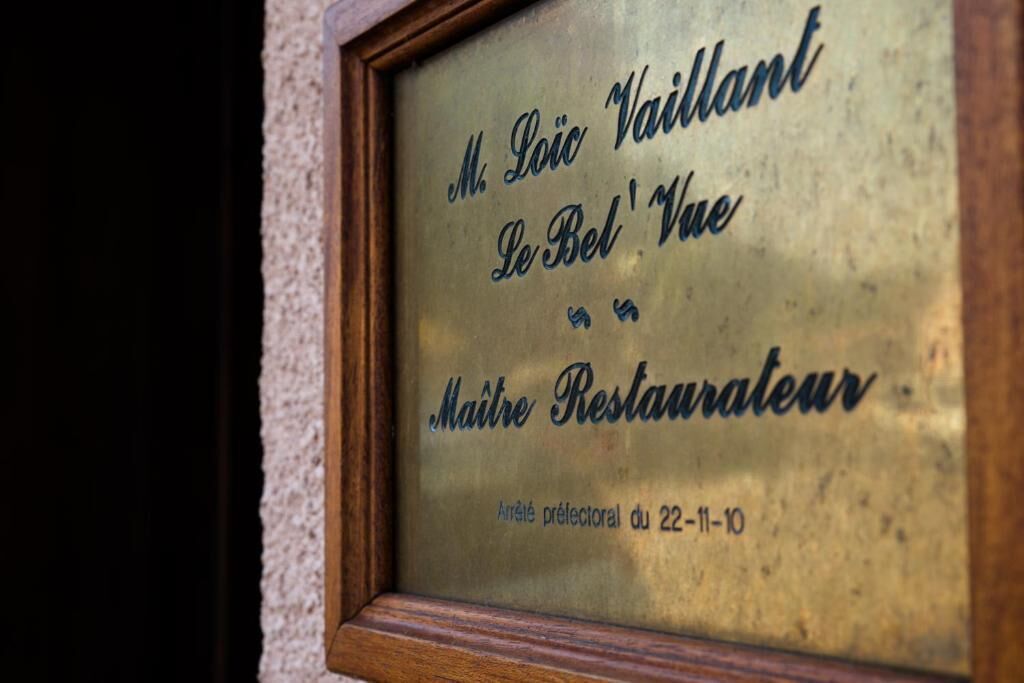 M. Loïc Vaillant
Le Bel' Vue
Maître Restaurateur
Arrêté préfectoral du 22-11-10